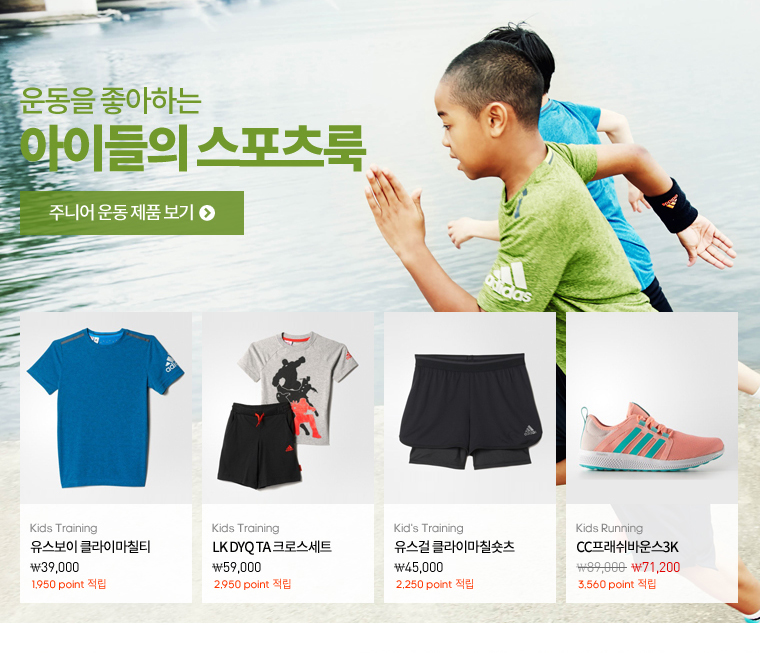 운동을 좋아하는
아이들의 스포츠룩
주니어 운동 제품 보기
adidas
adidas
Kids Training
유스보이 클라이마칠티
₩39,000
1,950 point 적립
Kids Training
LK DYQ TA 크로스세트
₩59,000
2,950 point 적립
Kid's Training
유스걸 클라이마칠숏츠
₩45,000
2,250 point 적립
Kids Running
CC프래쉬바운스3K
₩89,000 ₩71,200
3,560 point 적립